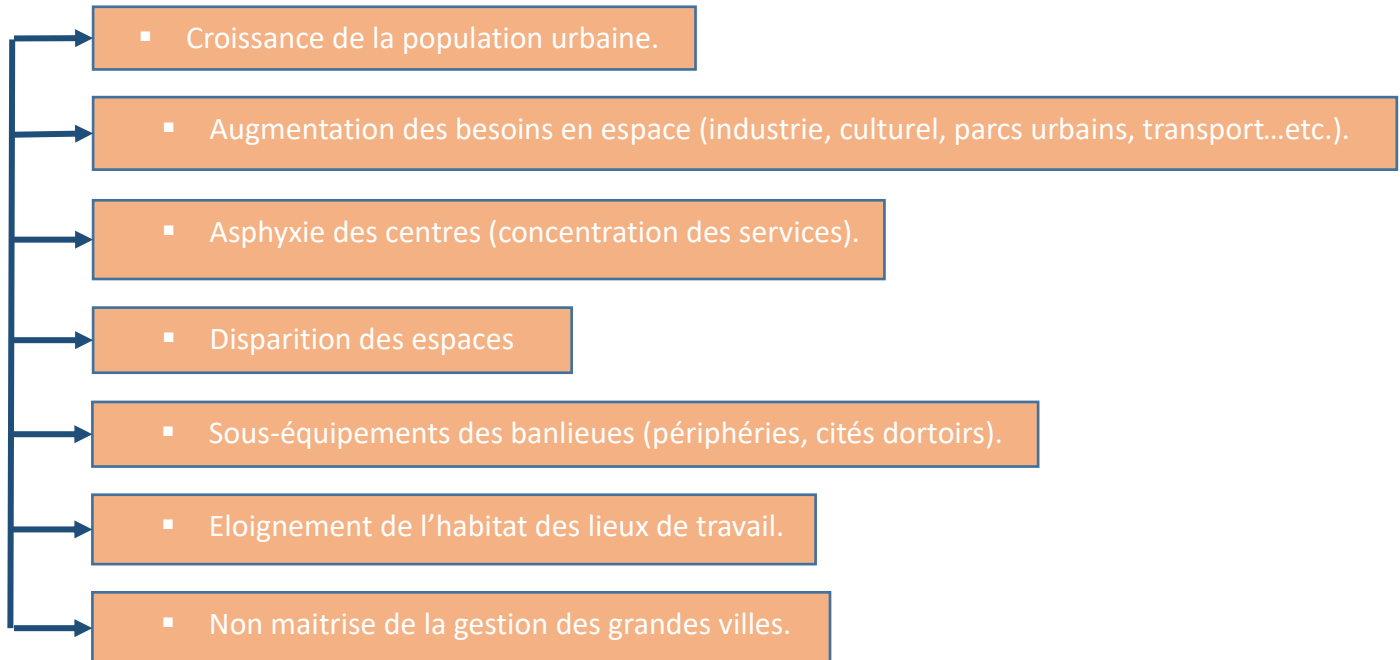 ▪ Croissance de la population urbaine.
▪ Augmentation des besoins en espace (industrie, culturel, parcs urbains, transport…etc.).
▪ Asphyxie des centres (concentration des services).
▪ Disparition des espaces
▪ Sous-équipements des banlieues (périphéries, cités dortoirs).
▪ Eloignement de l’habitat des lieux de travail.
▪ Non maitrise de la gestion des grandes villes.